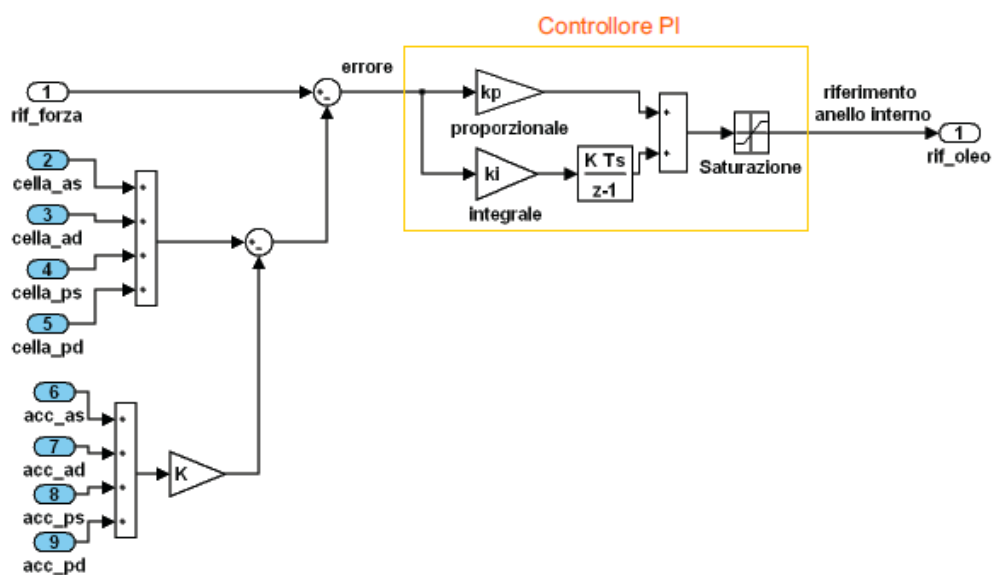 Controllore PI
errore
1
rif_forza
kp
proporzionale
riferimento
anello interno
1
rif_oleo
Saturazione
2
cella_as
ki
integrale
K Ts
z-1
3
cella_ad
4
cella_ps
5
cella_pd
6
acc_as
7
acc_ad
K
8
acc_ps
9
acc_pd